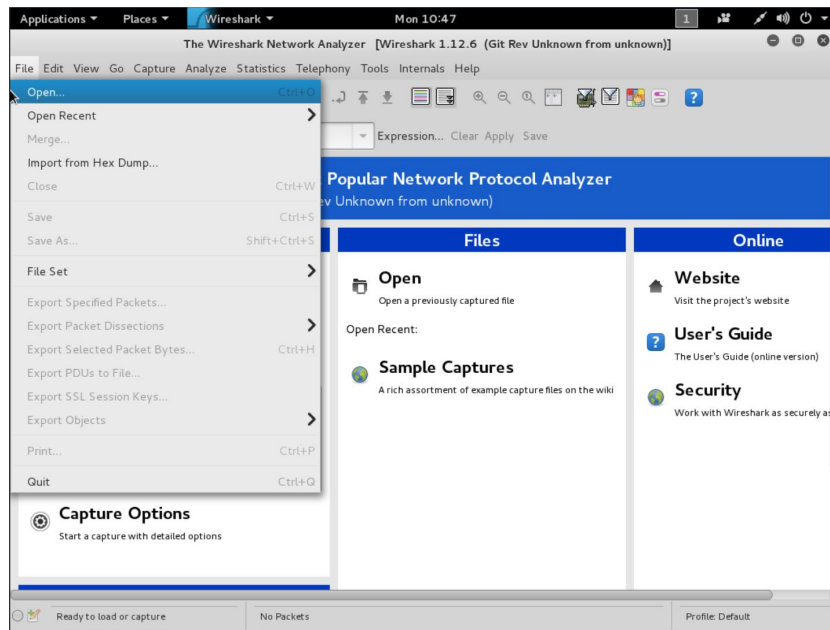 Applications Places Wireshark Mon 10:47 1
The Wireshark Network Analyzer [Wireshark 1.12.6 (Git Rev Unknown from unknown)]
File Edit View Go Capture Analyze Statistics Telephony Tools Internals Help
Open... Ctrl+O
Open Recent
Expression... Clear Apply Save
Merge...
Import from Hex Dump...
Close Ctrl+W
Save Ctrl+S
Save As... Shift+Ctrl+S
File Set
Export Specified Packets...
Export Packet Dissections
Export Selected Packet Bytes... Ctrl+H
Export PDUs to File...
Export SSL Session Keys...
Export Objects
Print... Ctrl+P
Quit Ctrl+Q
Popular Network Protocol Analyzer
ev Unknown from unknown)
Capture Options
Start a capture with detailed options
Files
Open
Open a previously captured file
Open Recent:
Sample Captures
A rich assortment of example capture files on the wiki
Online
Website
Visit the project's website
User's Guide
The User's Guide (online version)
Security
Work with Wireshark as securely as
Ready to load or capture No Packets Profile: Default